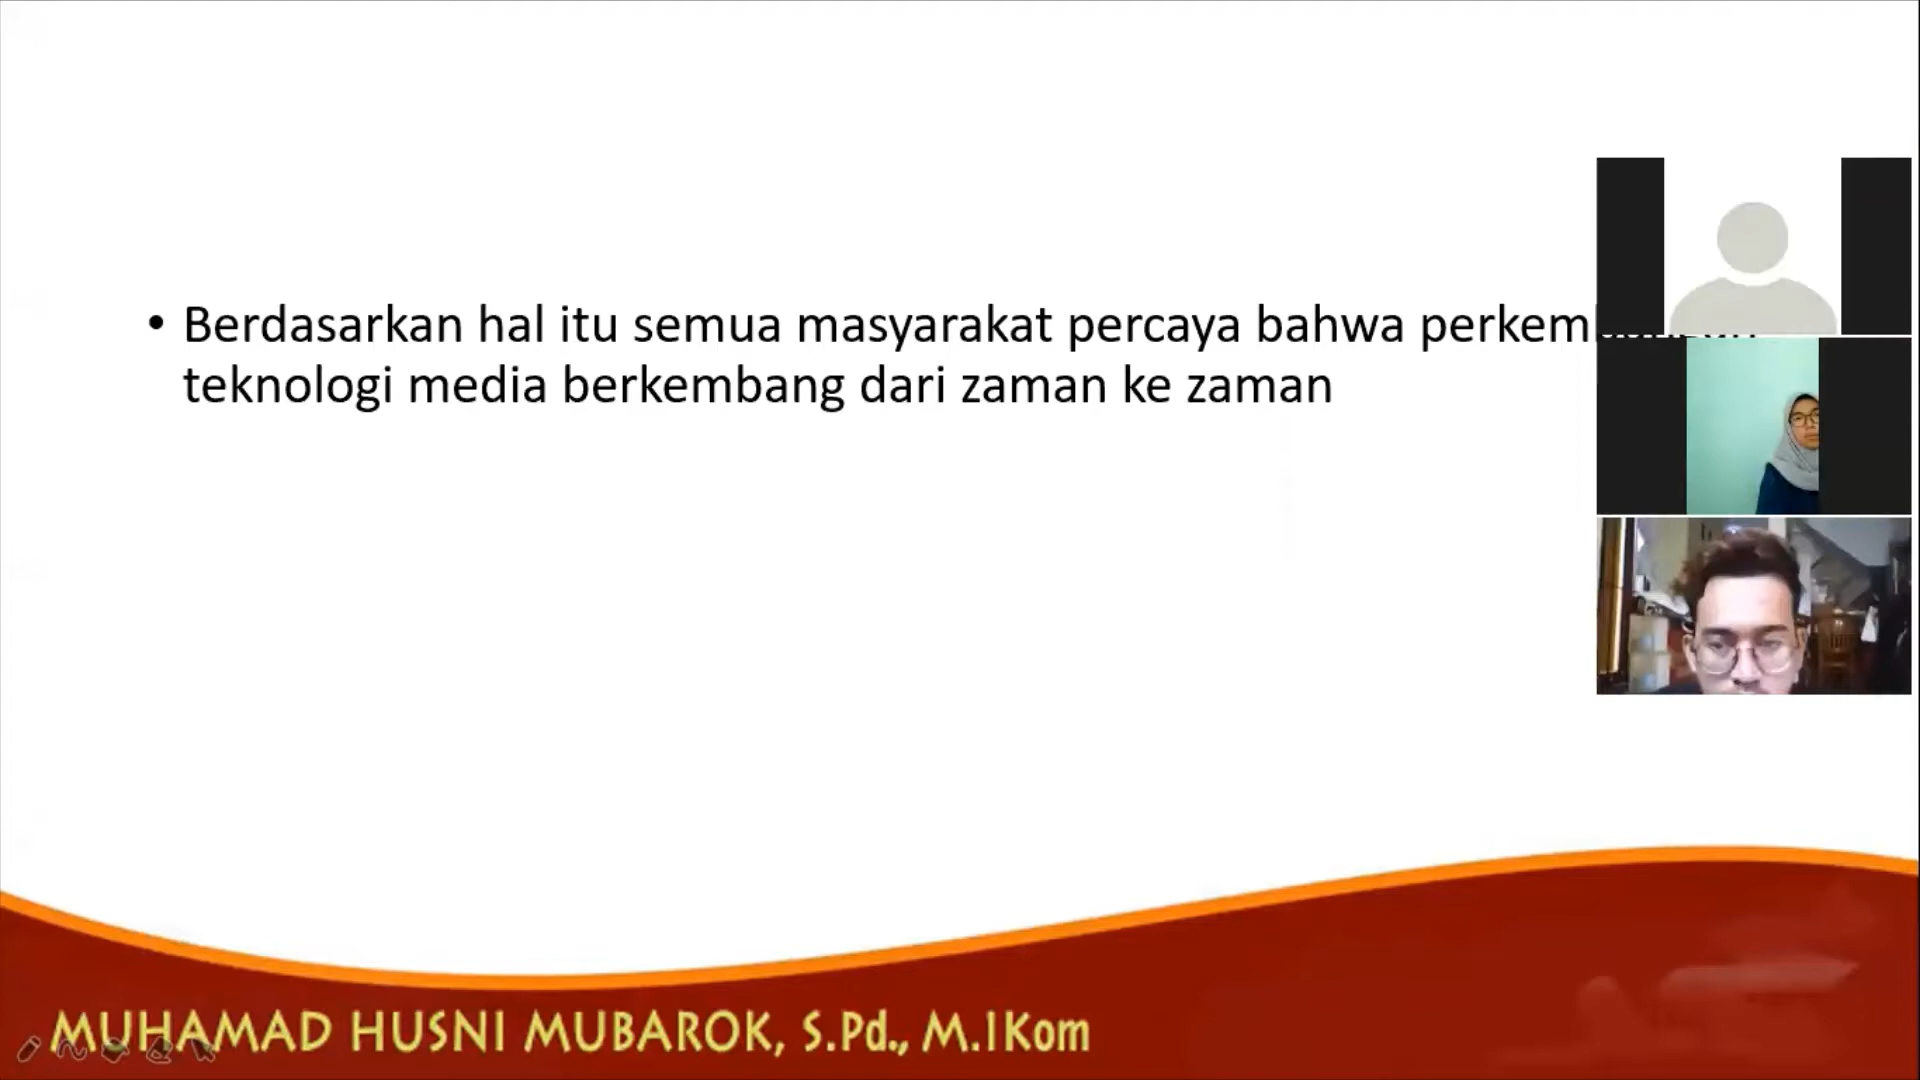 • Berdasarkan hal itu semua masyarakat percaya bahwa
teknologi media berkembang dari zaman ke zaman
MUHAMAD HUSNI MUBAROK, S.Pd., M.IKom